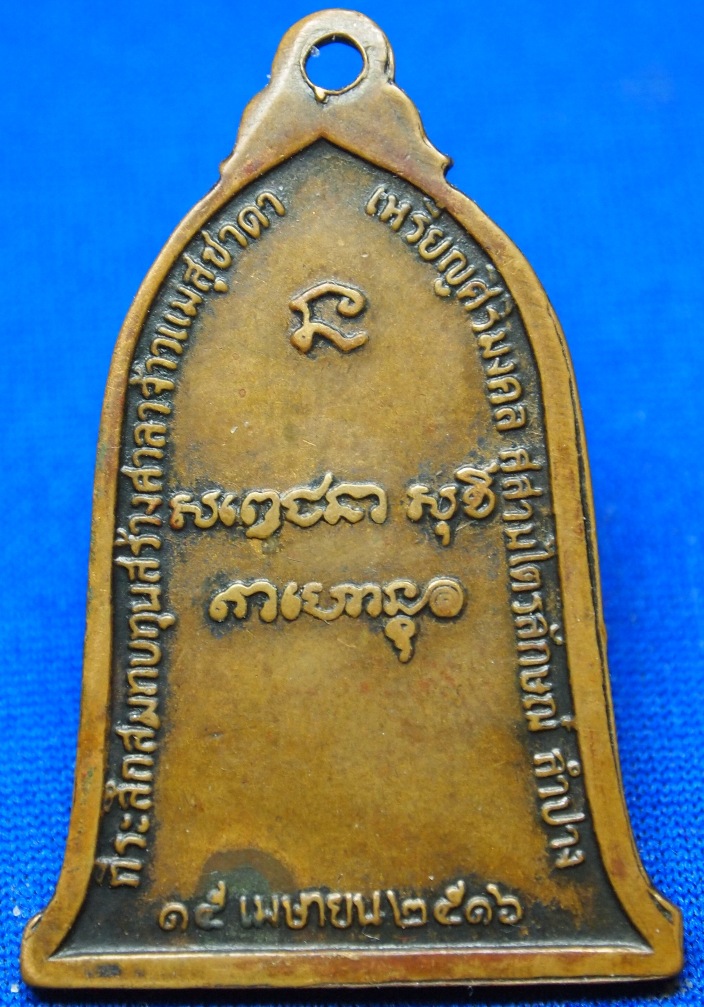 ที่ระลึกสมทบทุนสร้างศาลาจ้าวแม่สุชาดา
เหรียญศิริมงคล สุสานไตรลักษณ์ ลำปาง
๑๕ เมษายน ๒๕๑๖